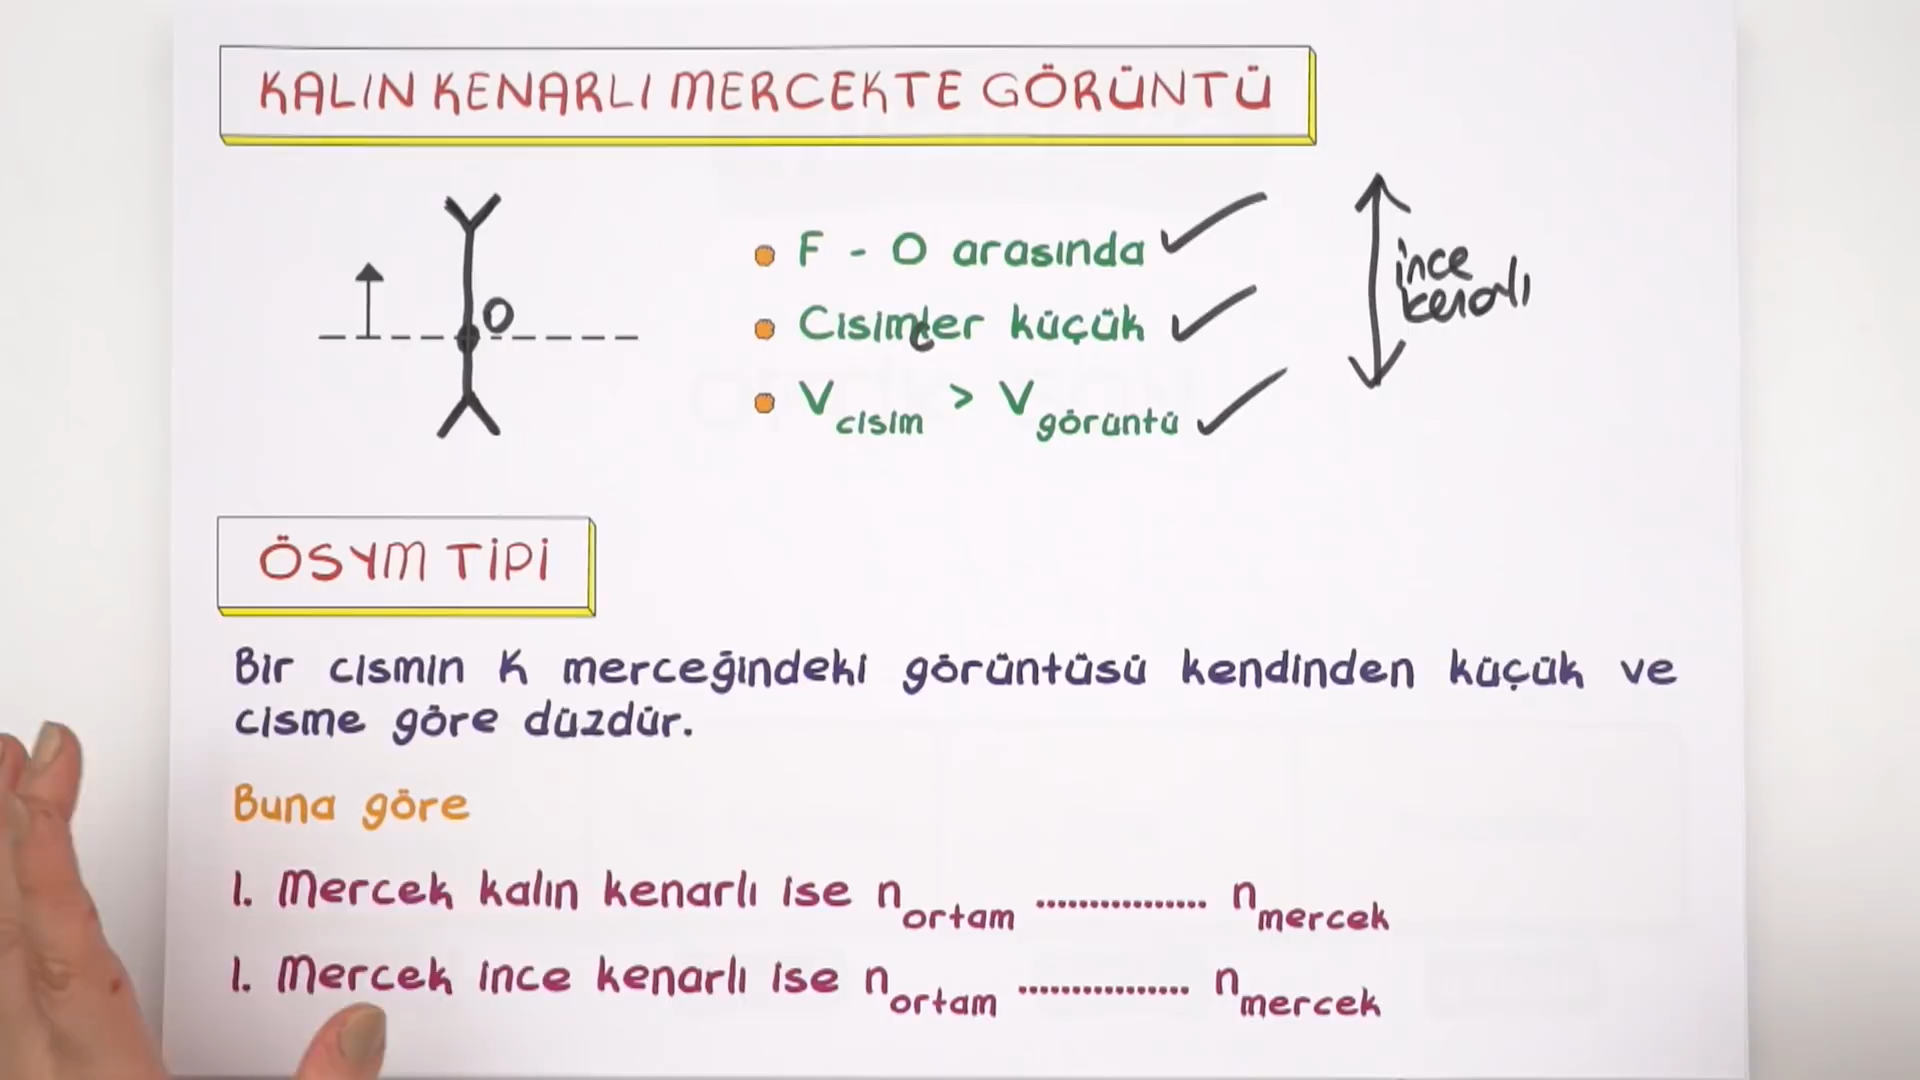 KALIN KENARLI MERCEKTE GÖRÜNTÜ
O
F - O arasında
Cisimler küçük
V cisim > V görüntü
ince
kenarlı
ÖSYM TİPİ
Bir cismin K merceğindeki görüntüsü kendinden küçük ve
cisme göre düzdür.
Buna göre
I. Mercek kalın kenarlı ise n ortam ................ n mercek
I. Mercek ince kenarlı ise n ortam ................ n mercek